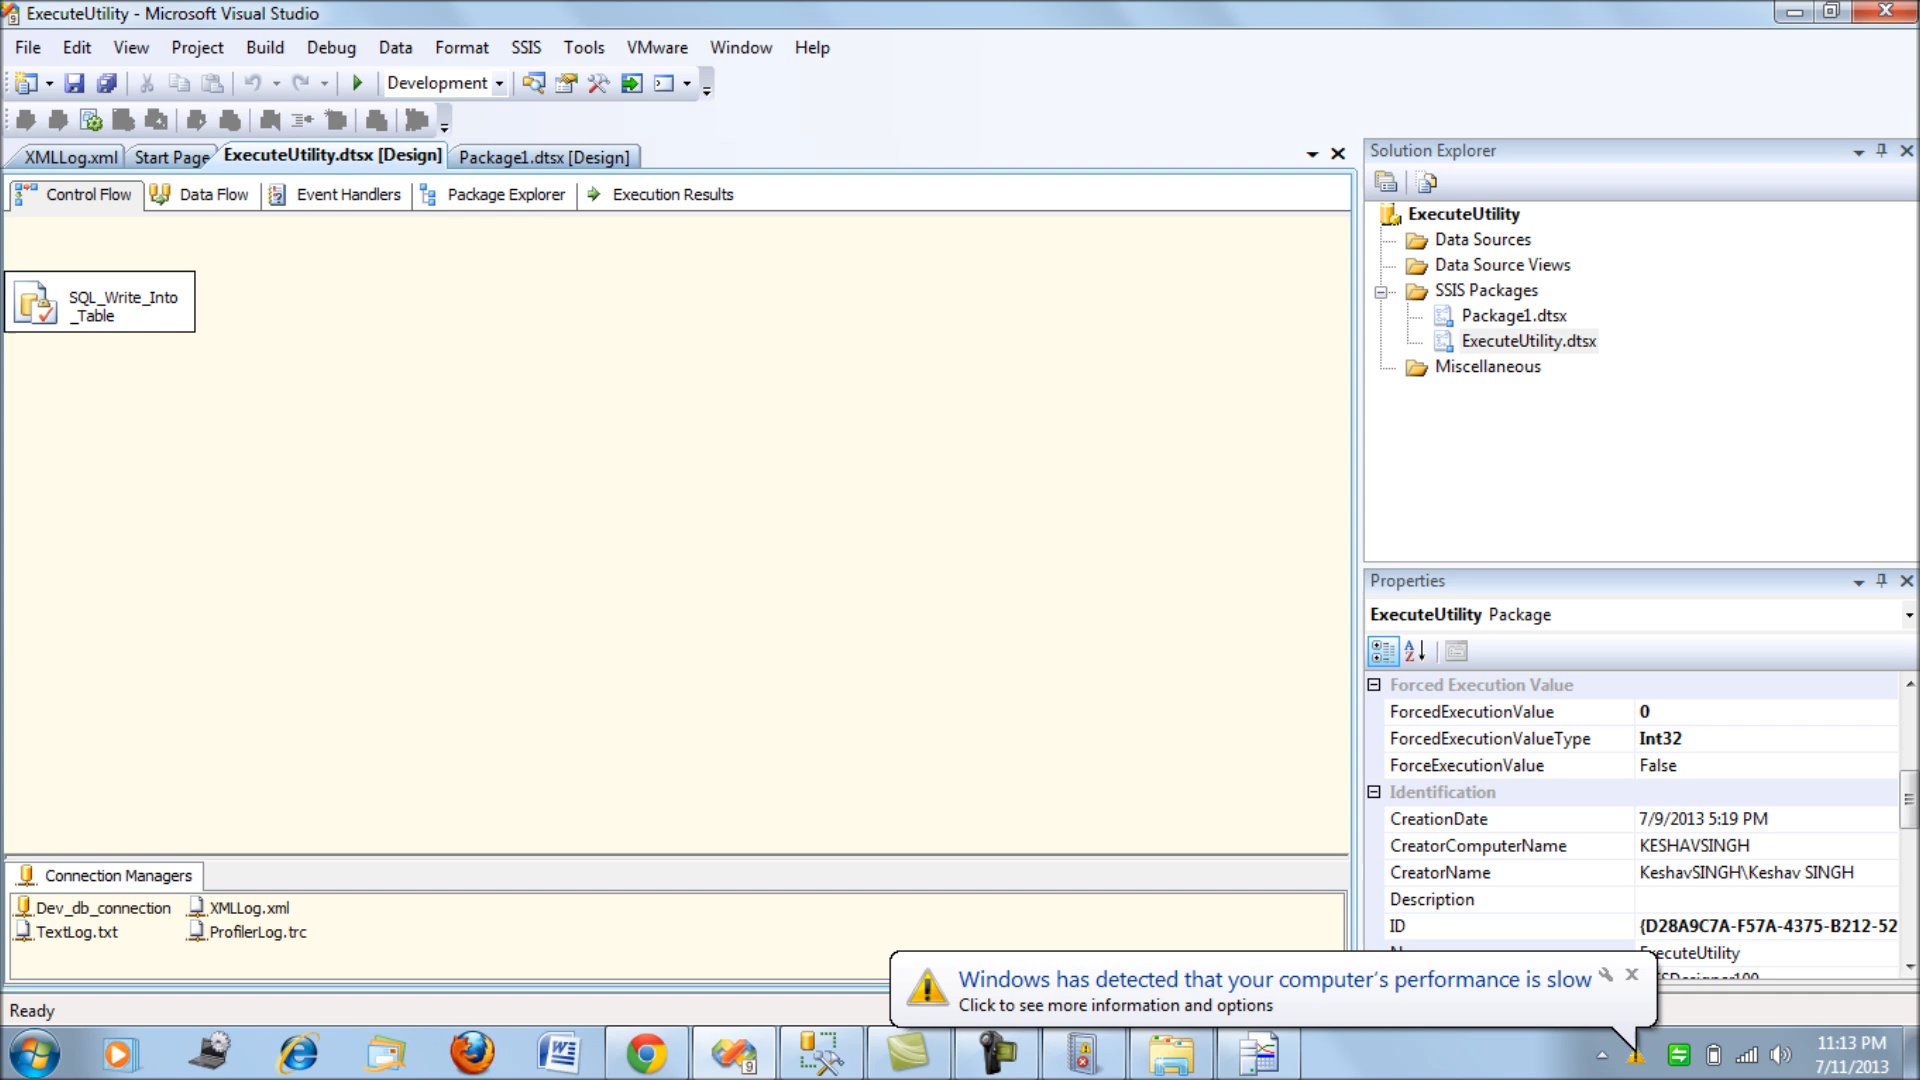 ExecuteUtility - Microsoft Visual Studio
File Edit View Project Build Debug Data Format SSIS Tools VMware Window Help
Development
XMLLog.xml Start Page ExecuteUtility.dtsx [Design] Package1.dtsx [Design]
Control Flow Data Flow Event Handlers Package Explorer Execution Results
SQL_Write_Into
_Table
Connection Managers
Dev_db_connection XMLLog.xml
TextLog.txt ProfilerLog.trc
Solution Explorer
ExecuteUtility
Data Sources
Data Source Views
SSIS Packages
Package1.dtsx
ExecuteUtility.dtsx
Miscellaneous
Properties
ExecuteUtility Package
Forced Execution Value
ForcedExecutionValue 0
ForcedExecutionValueType Int32
ForceExecutionValue False
Identification
CreationDate 7/9/2013 5:19 PM
CreatorComputerName KESHAVSINGH
CreatorName KeshavSINGH\Keshav SINGH
Description
ID {D28A9C7A-F57A-4375-B212-52
ecuteUtility
Windows has detected that your computer's performance is slow
Click to see more information and options
Ready
11:13 PM
7/11/2013